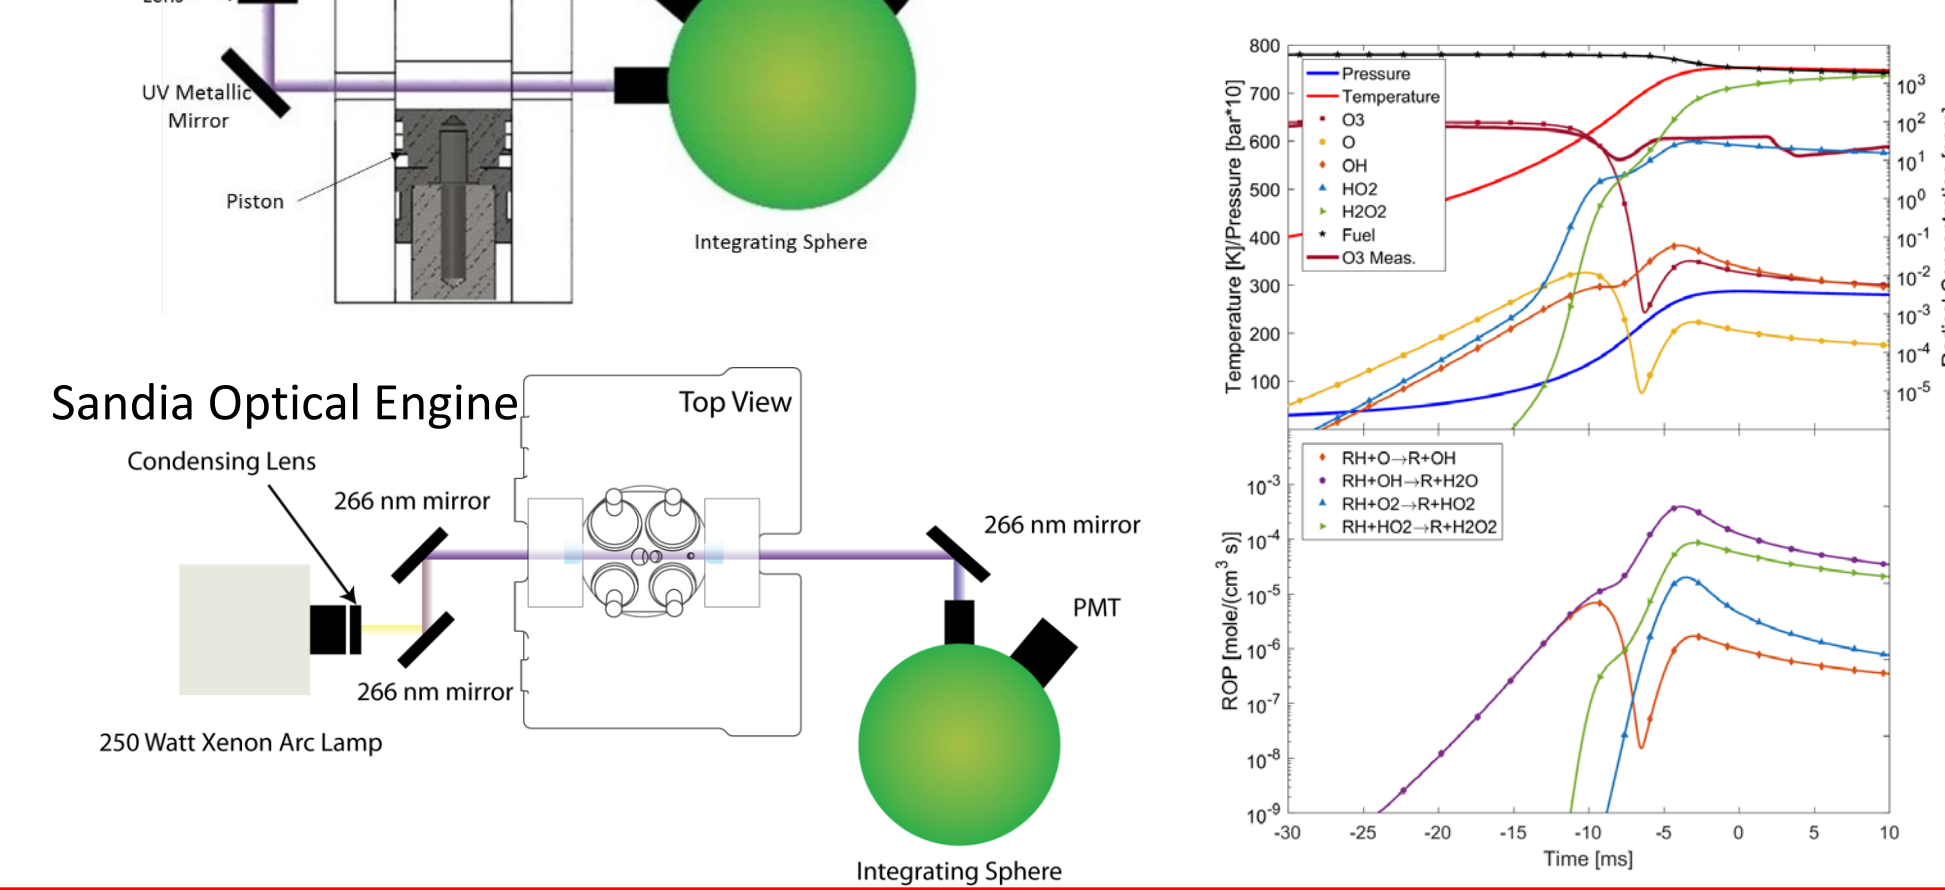 UV Metallic
Mirror
Piston
Integrating Sphere
Sandia Optical Engine
Top View
Condensing Lens
266 nm mirror
266 nm mirror
266 nm mirror
PMT
250 Watt Xenon Arc Lamp
Integrating Sphere
Temperature [K]/Pressure [bar*10]
800
700
600
500
400
300
200
100
Pressure
Temperature
O3
O
OH
HO2
H2O2
Fuel
O3 Meas.
10^3
10^2
10^1
10^0
10^-1
10^-2
10^-3
10^-4
10^-5
ROP [mole/(cm^3 s)]
10^-3
10^-4
10^-5
10^-6
10^-7
10^-8
10^-9
RH+O→R+OH
RH+OH→R+H2O
RH+O2→R+HO2
RH+HO2→R+H2O2
-30 -25 -20 -15 -10 -5 0 5 10
Time [ms]